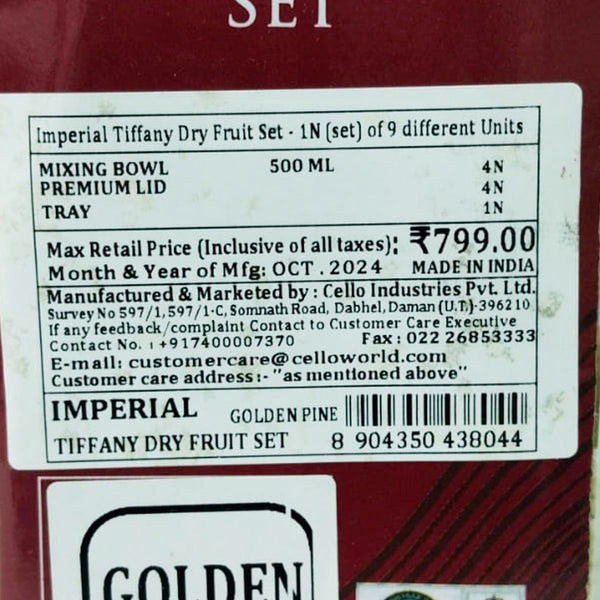 SET
Imperial Tiffany Dry Fruit Set - 1N (set) of 9 different Units
MIXING BOWL 500 ML 4N
PREMIUM LID 4N
TRAY 1N
Max Retail Price (Inclusive of all taxes): ₹799.00
Month & Year of Mfg: OCT . 2024 MADE IN INDIA
Manufactured & Marketed by : Cello Industries Pvt. Ltd.
Survey No 597/1,597/1-C, Somnath Road, Dabhel, Daman (U.T.)-396210
If any feedback/complaint Contact to Customer Care Executive
Contact No. : +917400007370 Fax : 022 26853333
E-mail: customercare@celloworld.com
Customer care address:- "as mentioned above"
IMPERIAL GOLDEN PINE
TIFFANY DRY FRUIT SET 8 904350 438044
GOLDEN